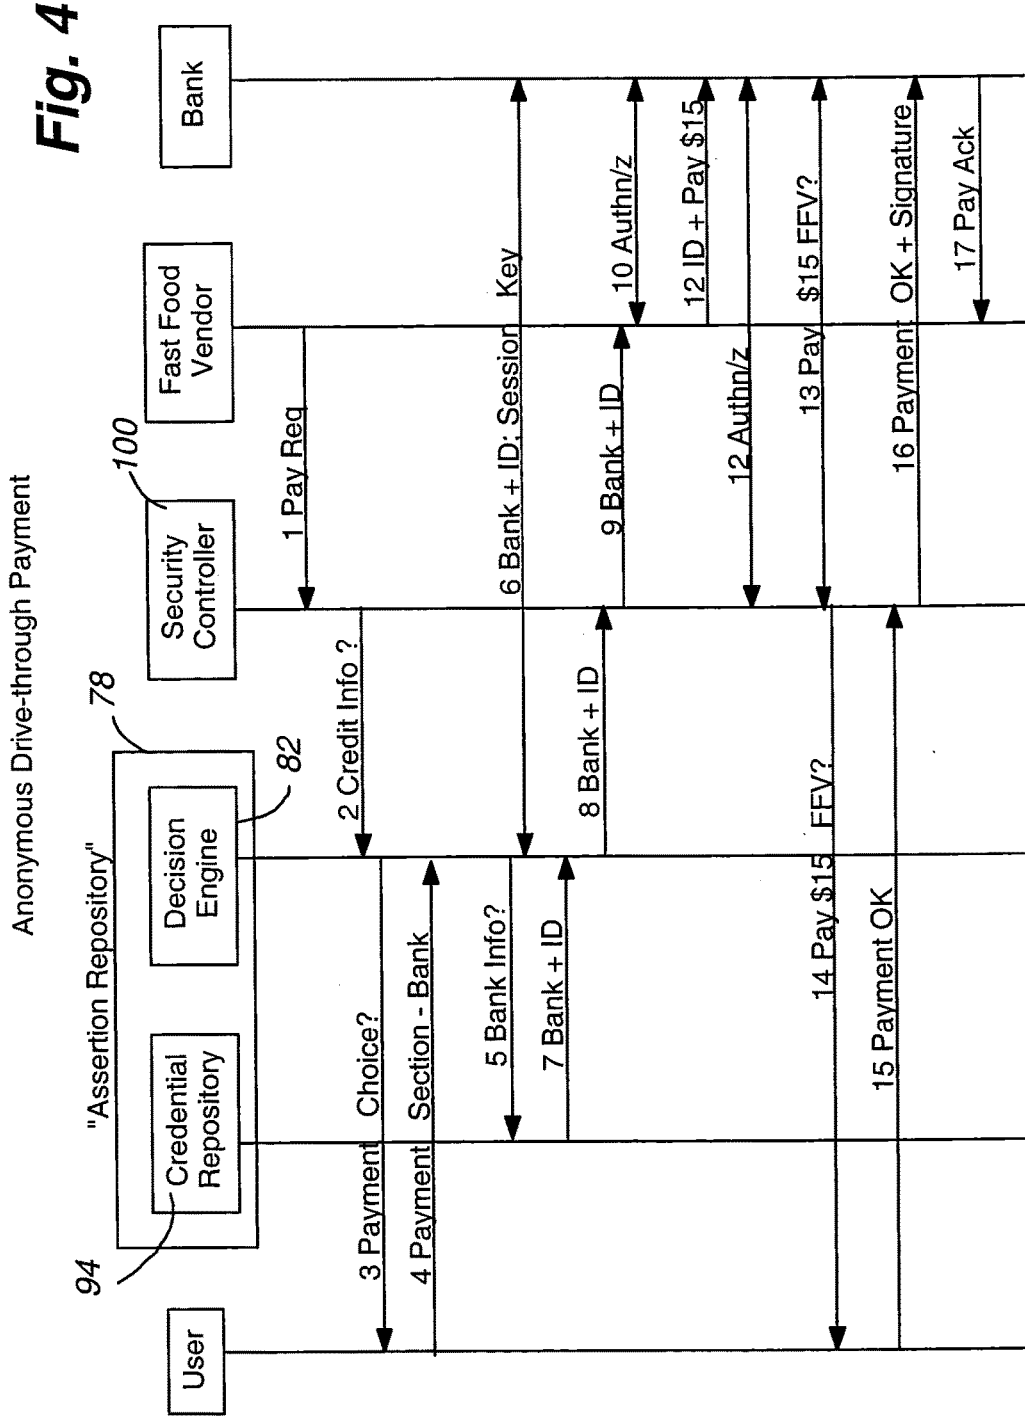 Anonymous Drive-through Payment
Fig. 4
"Assertion Repository"
78
94
82
100
User
Credential
Repository
Decision
Engine
Security
Controller
Fast Food
Vendor
Bank
1 Pay Req
2 Credit Info ?
3 Payment Choice?
4 Payment Section - Bank
5 Bank Info?
6 Bank + ID; Session Key
7 Bank + ID
8 Bank + ID
9 Bank + ID
10 Authn/z
12 ID + Pay $15
12 Authn/z
13 Pay $15 FFV?
14 Pay $15 FFV?
15 Payment OK
16 Payment OK + Signature
17 Pay Ack